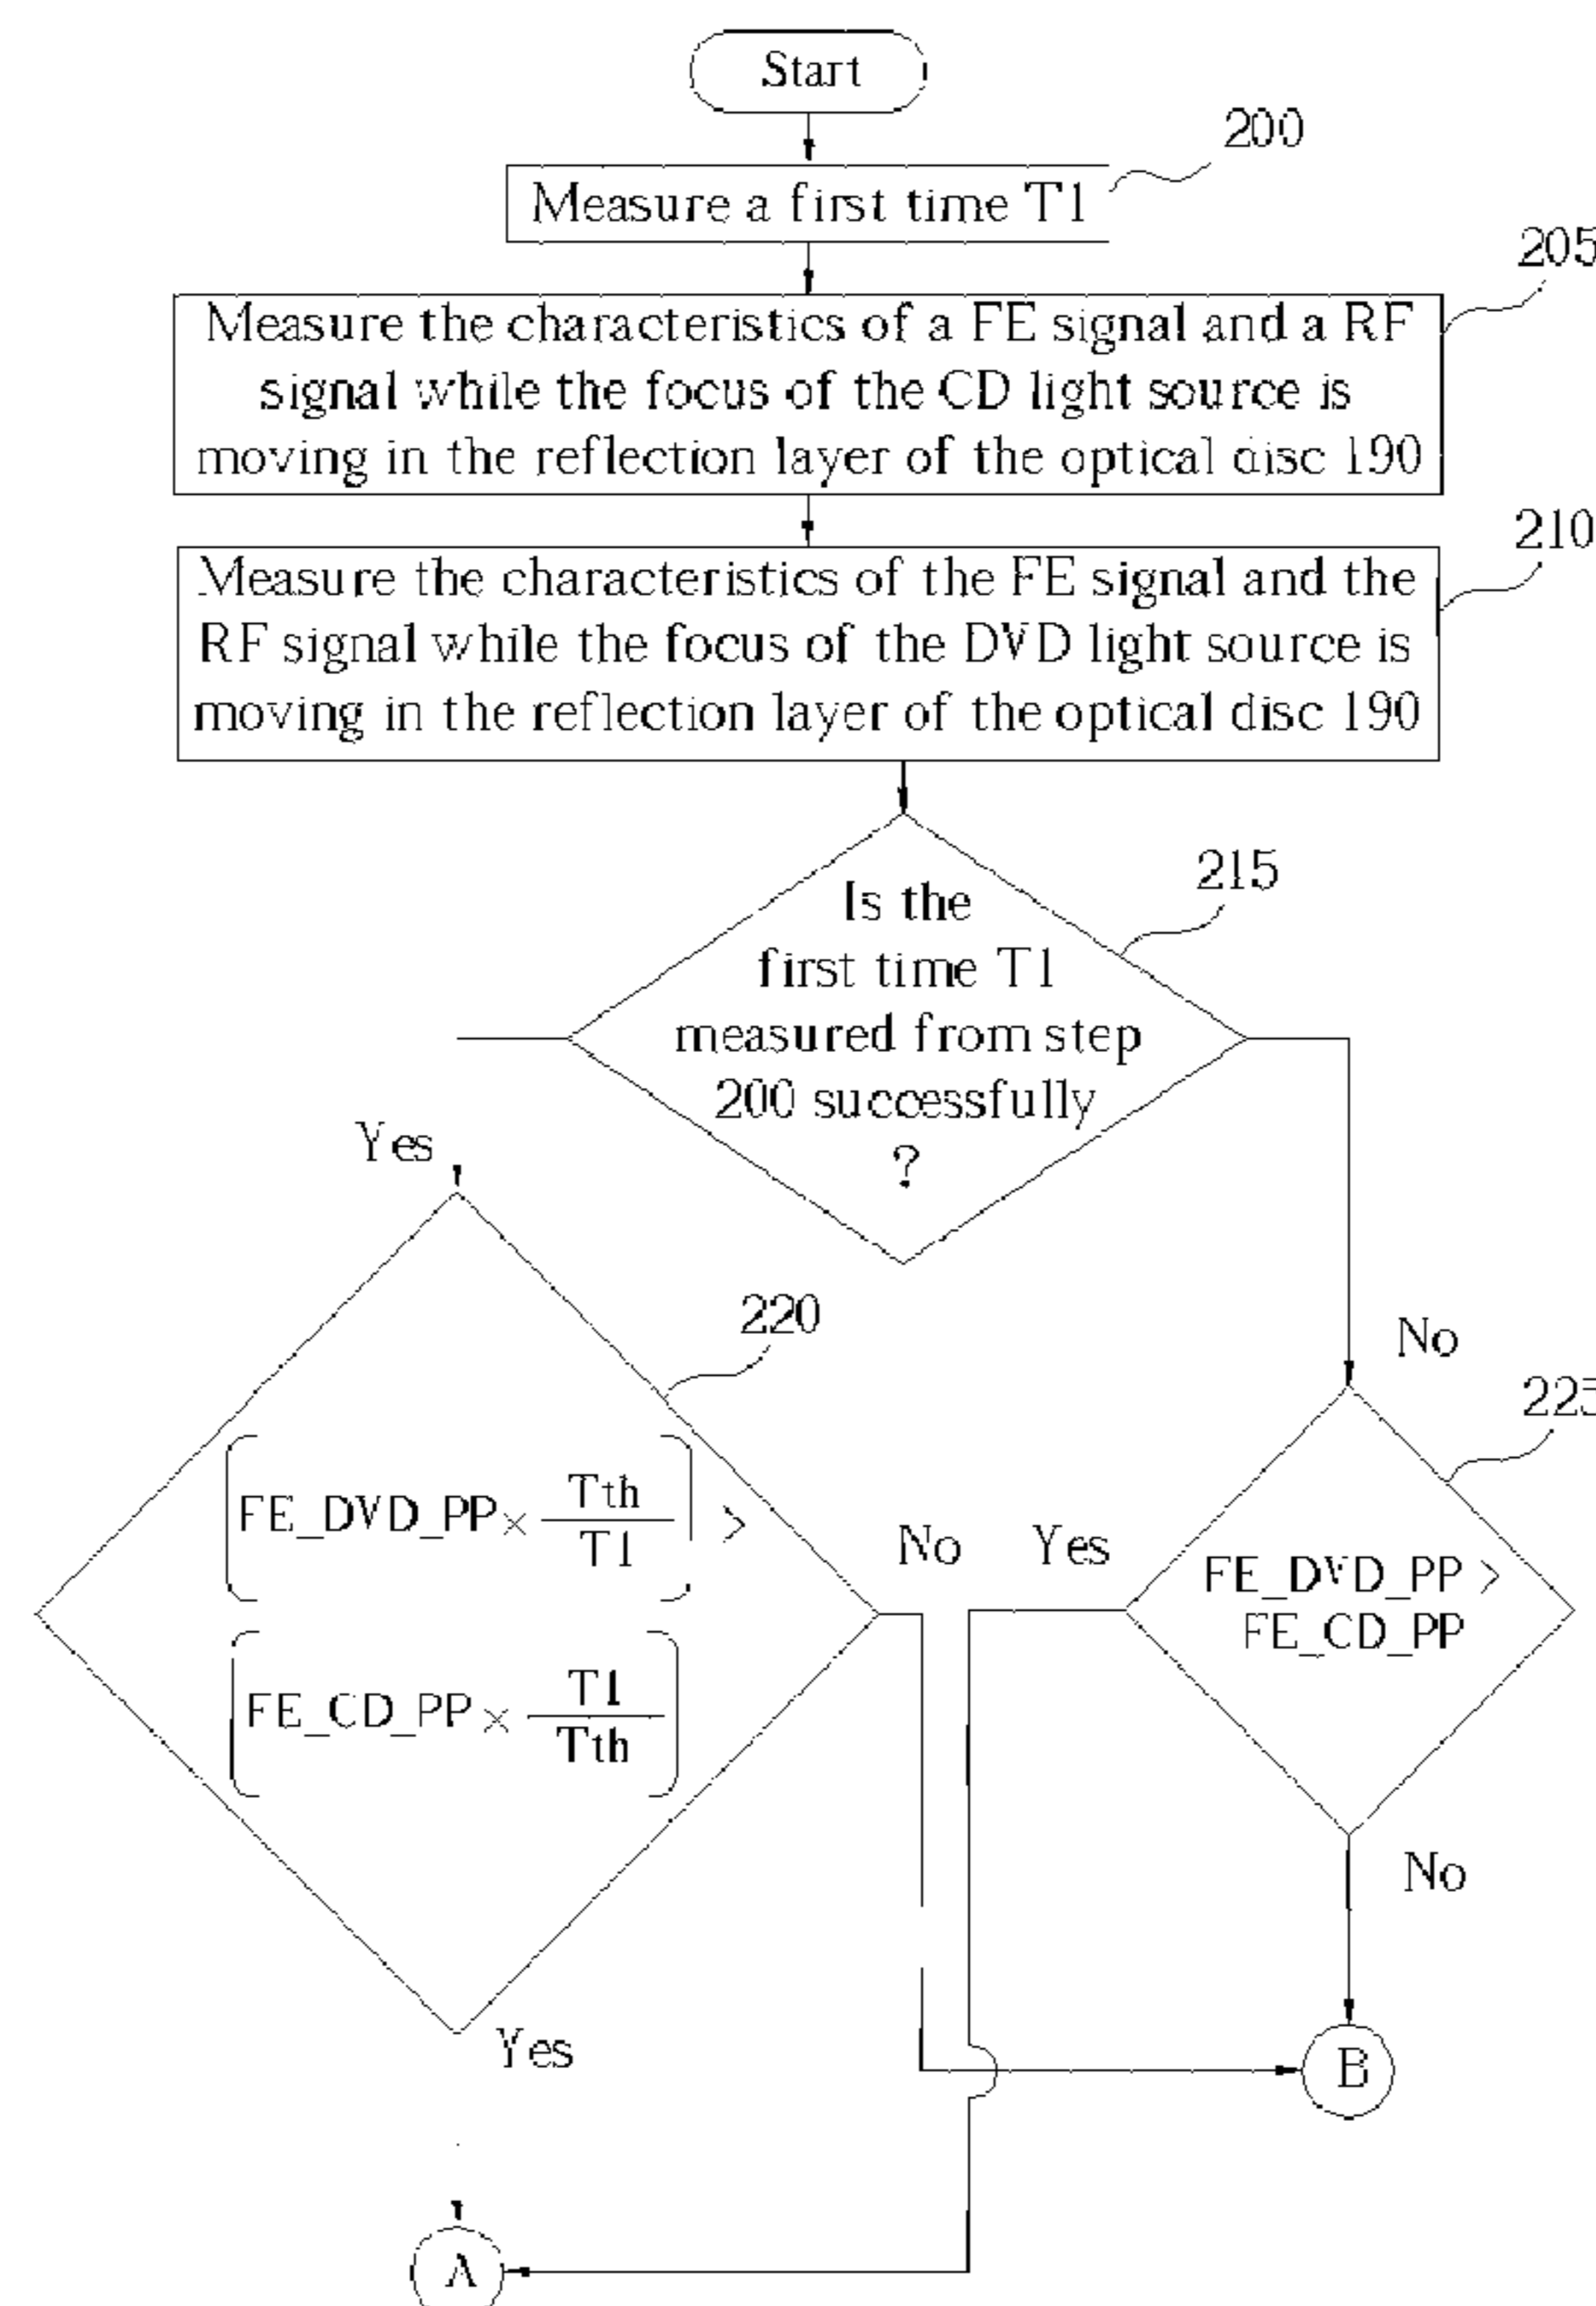 Start
200
Measure a first time T1
205
Measure the characteristics of a FE signal and a RF
signal while the focus of the CD light source is
moving in the reflection layer of the optical disc 190
210
Measure the characteristics of the FE signal and the
RF signal while the focus of the DVD light source is
moving in the reflection layer of the optical disc 190
215
Is the
first time T1
measured from step
200 successfully
?
Yes
No
220
225
FE_DVD_PP × Tth / T1 >
FE_CD_PP × T1 / Tth
No
Yes
FE_DVD_PP >
FE_CD_PP
No
Yes
B
A